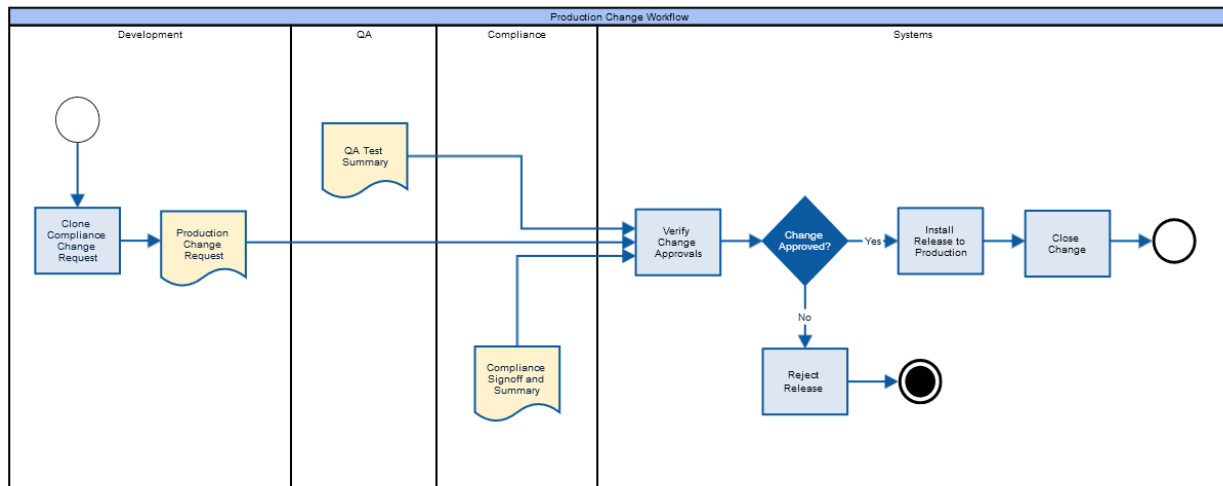 Production Change Workflow
Development
QA
Compliance
Systems
QA Test
Summary
Clone
Compliance
Change
Request
Production
Change
Request
Verify
Change
Approvals
Change
Approved?
Yes
Install
Release to
Production
Close
Change
No
Compliance
Signoff and
Summary
Reject
Release